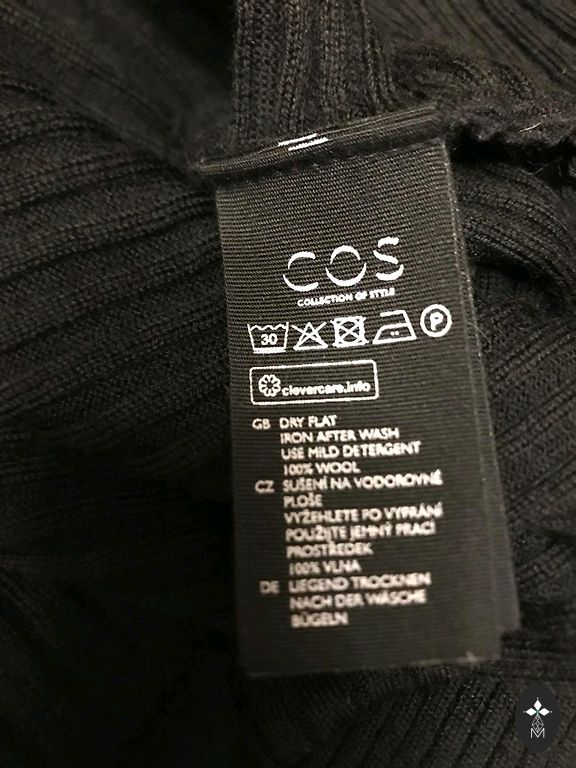 COS
COLLECTION OF STYLE
30
P
clevercare.info
GB DRY FLAT
IRON AFTER WASH
USE MILD DETERGENT
100% WOOL
CZ SUŠENÍ NA VODOROVNÉ
PLOŠE
VYŽEHLETE PO VYPRÁNÍ
POUŽIJTE JEMNÝ PRACÍ
PROSTŘEDEK
100% VLNA
DE LIEGEND TROCKNEN
NACH DER WÄSCHE
BÜGELN
M